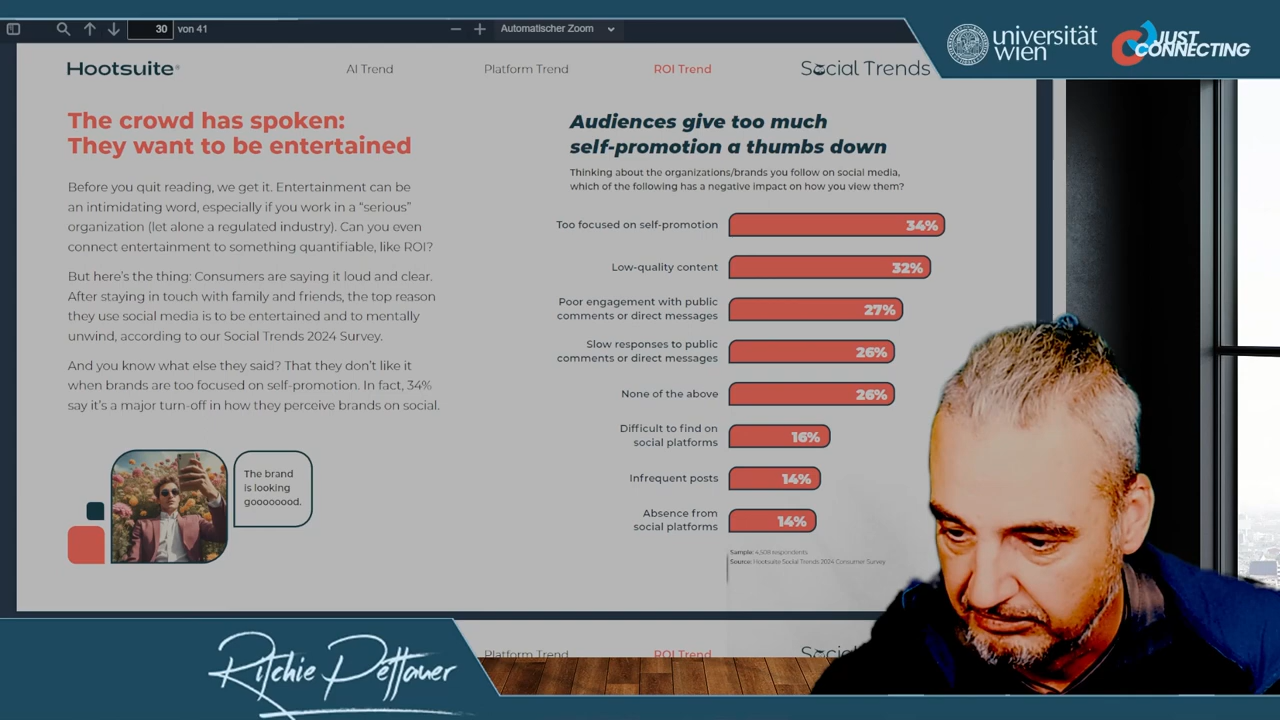 30 von 41
Automatischer Zoom
universität
wien
JUST
CONNECTING
Hootsuite®
AI Trend
Platform Trend
ROI Trend
Social Trends
The crowd has spoken:
They want to be entertained
Before you quit reading, we get it. Entertainment can be
an intimidating word, especially if you work in a “serious”
organization (let alone a regulated industry). Can you even
connect entertainment to something quantifiable, like ROI?
But here’s the thing: Consumers are saying it loud and clear.
After staying in touch with family and friends, the top reason
they use social media is to be entertained and to mentally
unwind, according to our Social Trends 2024 Survey.
And you know what else they said? That they don’t like it
when brands are too focused on self-promotion. In fact, 34%
say it’s a major turn-off in how they perceive brands on social.
The brand
is looking
goooooood.
Audiences give too much
self-promotion a thumbs down
Thinking about the organizations/brands you follow on social media,
which of the following has a negative impact on how you view them?
Too focused on self-promotion 34%
Low-quality content 32%
Poor engagement with public
comments or direct messages 27%
Slow responses to public
comments or direct messages 26%
None of the above 26%
Difficult to find on
social platforms 16%
Infrequent posts 14%
Absence from
social platforms 14%
Sample: 4,508 respondents
Source: Hootsuite Social Trends 2024 Consumer Survey
Platform Trend
ROI Trend
Ritchie Pettauer